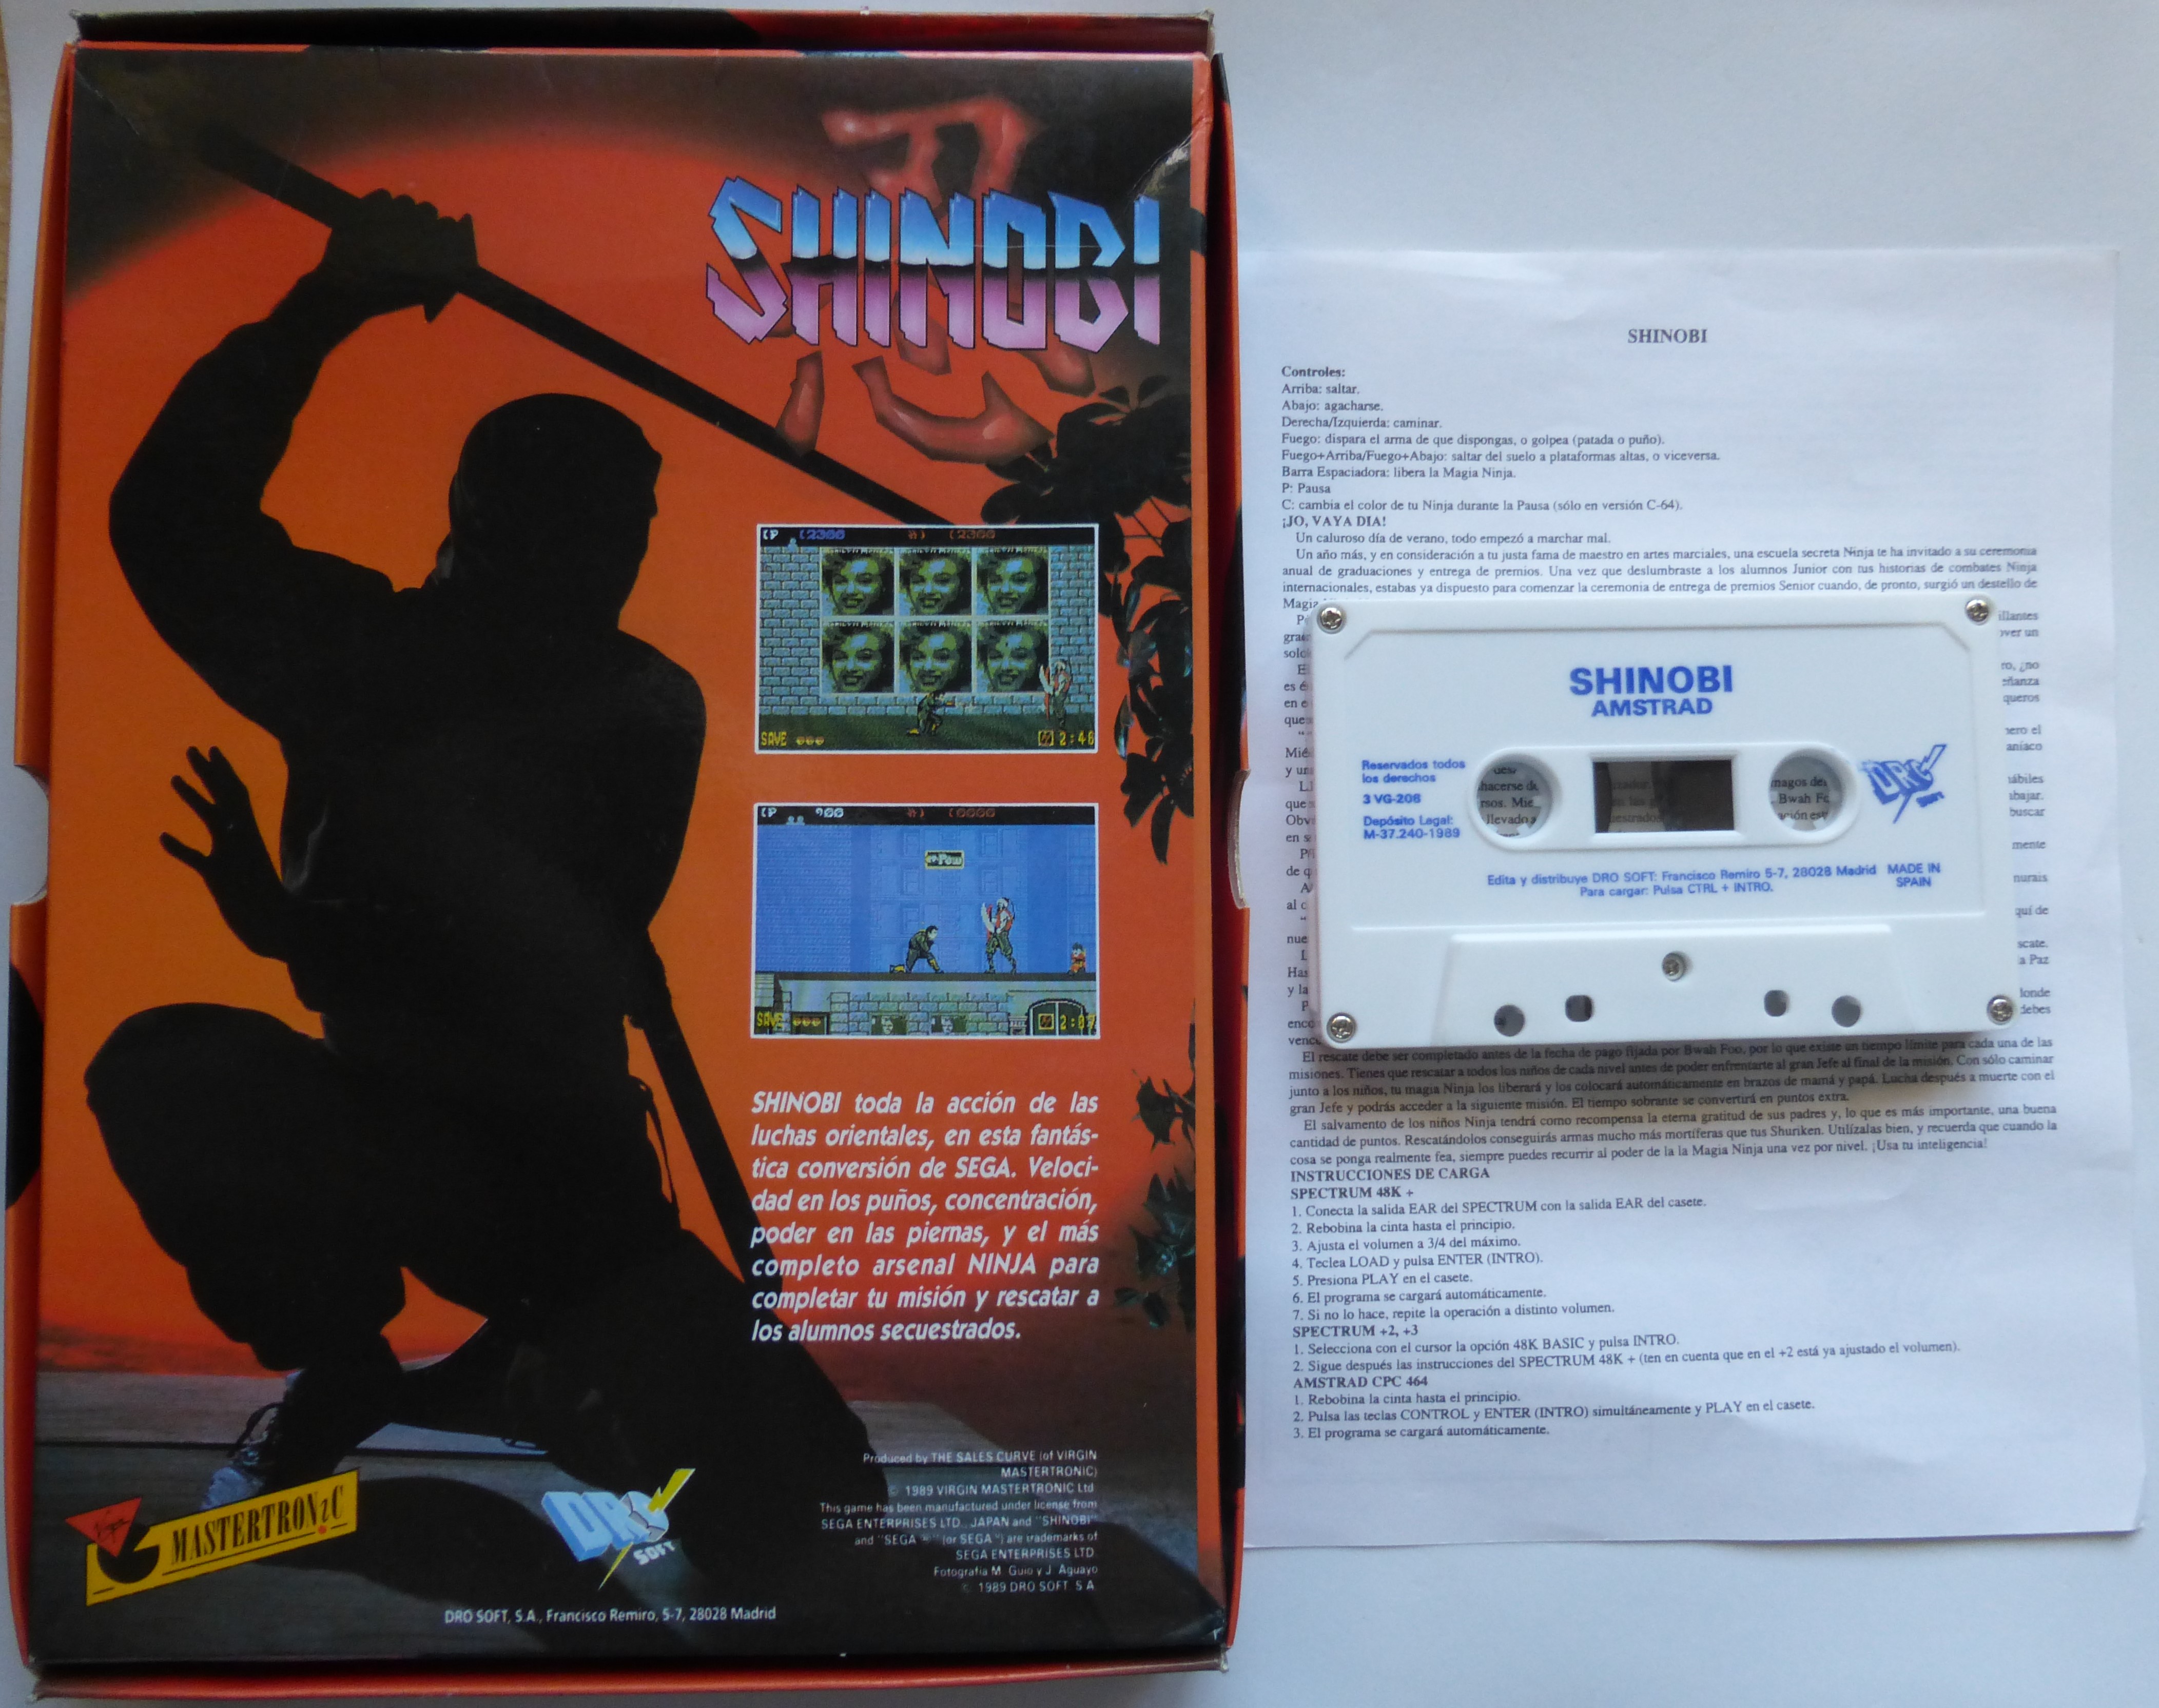 SHINOBI
1P 12300 HI 12300
SAVE 2:46
1P 900 HI 10000
Pow
SAVE 2:07
SHINOBI toda la acción de las
luchas orientales, en esta fantás-
tica conversión de SEGA. Veloci-
dad en los puños, concentración,
poder en las piernas, y el más
completo arsenal NINJA para
completar tu misión y rescatar a
los alumnos secuestrados.
Produced by THE SALES CURVE (of VIRGIN
MASTERTRONIC)
© 1989 VIRGIN MASTERTRONIC Ltd
This game has been manufactured under license from
SEGA ENTERPRISES LTD., JAPAN and "SHINOBI"
and "SEGA ®" (or SEGA ") are trademarks of
SEGA ENTERPRISES LTD.
Fotografía M. Guio y J. Aguayo
© 1989 DRO SOFT S A
Virgin MASTERTRONIC
DRO SOFT
DRO SOFT, S.A., Francisco Remiro, 5-7, 28028 Madrid
SHINOBI
Controles:
Arriba: saltar.
Abajo: agacharse.
Derecha/Izquierda: caminar.
Fuego: dispara el arma de que dispongas, o golpea (patada o puño).
Fuego+Arriba/Fuego+Abajo: saltar del suelo a plataformas altas, o viceversa.
Barra Espaciadora: libera la Magia Ninja.
P: Pausa
C: cambia el color de tu Ninja durante la Pausa (sólo en versión C-64).
¡JO, VAYA DIA!
Un caluroso día de verano, todo empezó a marchar mal.
Un año más, y en consideración a tu justa fama de maestro en artes marciales, una escuela secreta Ninja te ha invitado a su ceremonia
anual de graduaciones y entrega de premios. Una vez que deslumbraste a los alumnos Junior con tus historias de combates Ninja
internacionales, estabas ya dispuesto para comenzar la ceremonia de entrega de premios Senior cuando, de pronto, surgió un destello de
SHINOBI
AMSTRAD
Reservados todos
los derechos
3 VG-206
Depósito Legal:
M-37.240-1989
DRO SOFT
Edita y distribuye DRO SOFT: Francisco Remiro 5-7, 28028 Madrid MADE IN
SPAIN
Para cargar: Pulsa CTRL + INTRO.
El rescate debe ser completado antes de la fecha de pago fijada por Bwah Foo, por lo que existe un tiempo límite para cada una de las
misiones. Tienes que rescatar a todos los niños de cada nivel antes de poder enfrentarte al gran Jefe al final de la misión. Con sólo caminar
junto a los niños, tu magia Ninja los liberará y los colocará automáticamente en brazos de mamá y papá. Lucha después a muerte con el
gran Jefe y podrás acceder a la siguiente misión. El tiempo sobrante se convertirá en puntos extra.
El salvamento de los niños Ninja tendrá como recompensa la eterna gratitud de sus padres y, lo que es más importante, una buena
cantidad de puntos. Rescatándolos conseguirás armas mucho más mortíferas que tus Shuriken. Utilízalas bien, y recuerda que cuando la
cosa se ponga realmente fea, siempre puedes recurrir al poder de la la Magia Ninja una vez por nivel. ¡Usa tu inteligencia!
INSTRUCCIONES DE CARGA
SPECTRUM 48K +
1. Conecta la salida EAR del SPECTRUM con la salida EAR del casete.
2. Rebobina la cinta hasta el principio.
3. Ajusta el volumen a 3/4 del máximo.
4. Teclea LOAD y pulsa ENTER (INTRO).
5. Presiona PLAY en el casete.
6. El programa se cargará automáticamente.
7. Si no lo hace, repite la operación a distinto volumen.
SPECTRUM +2, +3
1. Selecciona con el cursor la opción 48K BASIC y pulsa INTRO.
2. Sigue después las instrucciones del SPECTRUM 48K + (ten en cuenta que en el +2 está ya ajustado el volumen).
AMSTRAD CPC 464
1. Rebobina la cinta hasta el principio.
2. Pulsa las teclas CONTROL y ENTER (INTRO) simultáneamente y PLAY en el casete.
3. El programa se cargará automáticamente.